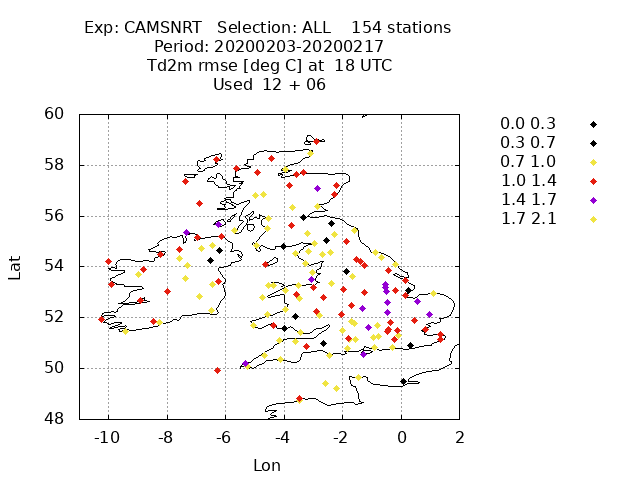 Exp: CAMSNRT Selection: ALL 154 stations
Period: 20200203-20200217
Td2m rmse [deg C] at 18 UTC
Used 12 + 06
0.0 0.3
0.3 0.7
0.7 1.0
1.0 1.4
1.4 1.7
1.7 2.1
60
58
56
54
52
50
48
Lat
-10 -8 -6 -4 -2 0 2
Lon